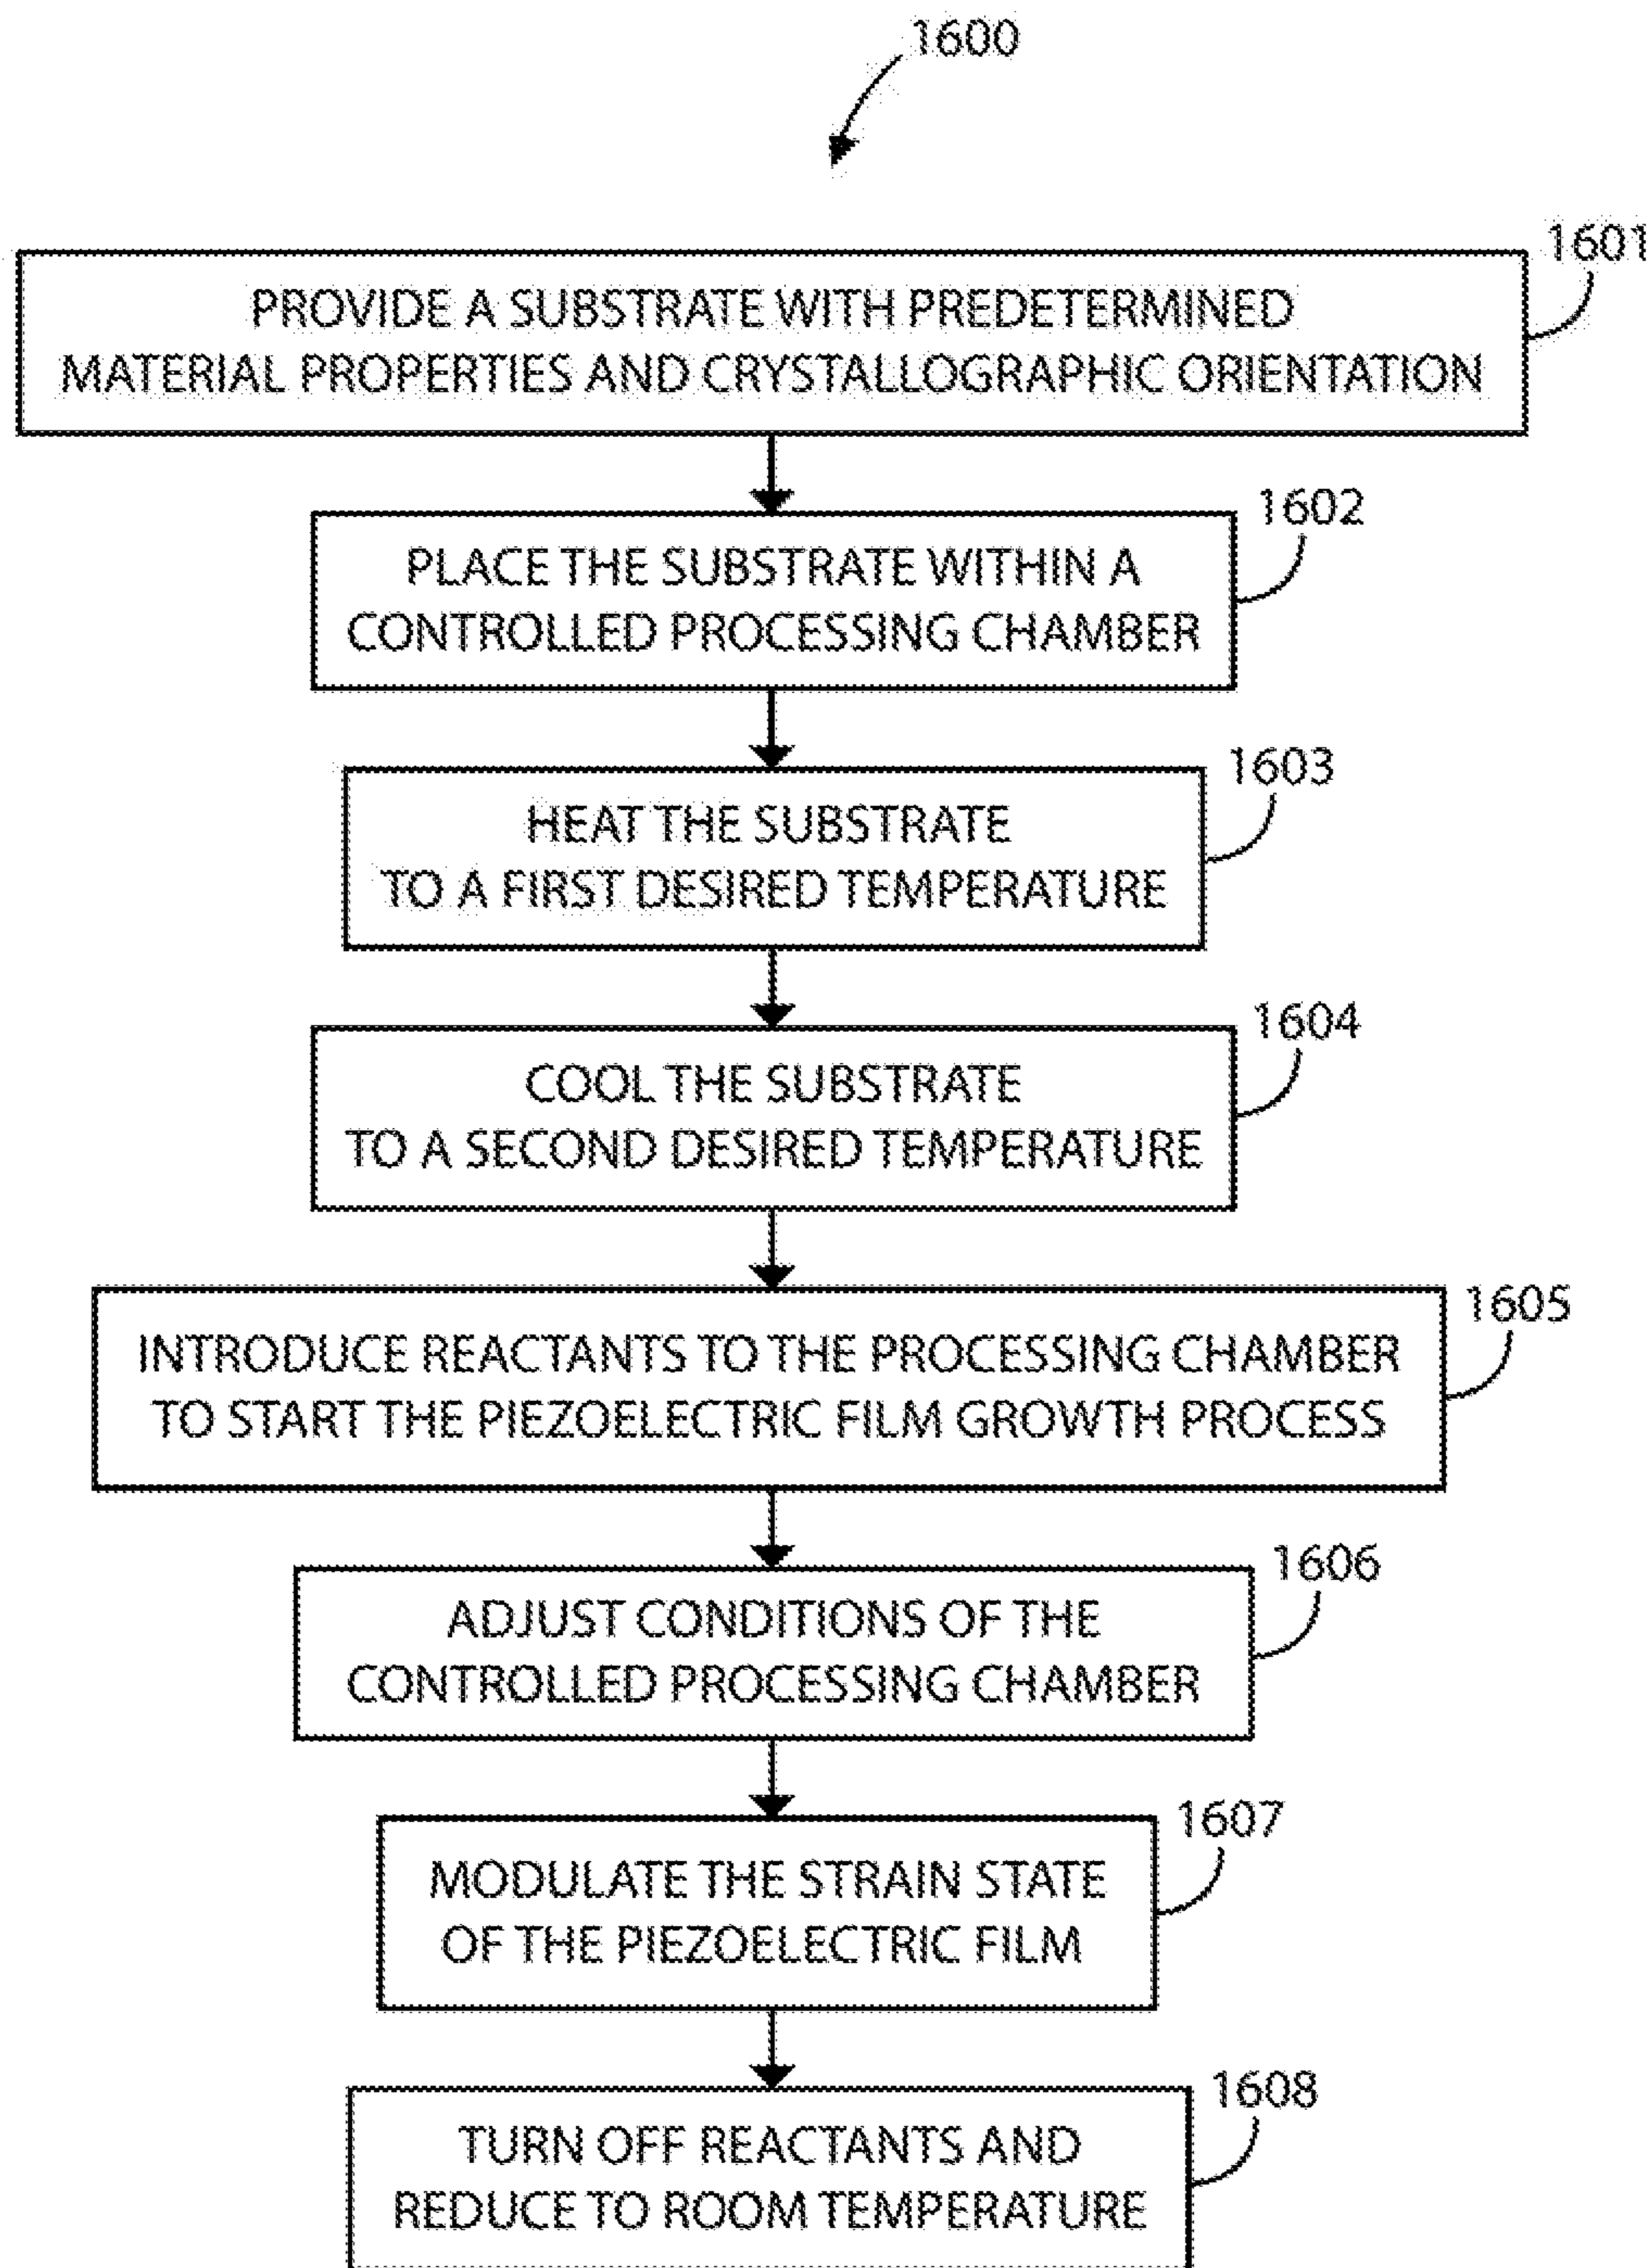 1600
1601
PROVIDE A SUBSTRATE WITH PREDETERMINED
MATERIAL PROPERTIES AND CRYSTALLOGRAPHIC ORIENTATION
1602
PLACE THE SUBSTRATE WITHIN A
CONTROLLED PROCESSING CHAMBER
1603
HEAT THE SUBSTRATE
TO A FIRST DESIRED TEMPERATURE
1604
COOL THE SUBSTRATE
TO A SECOND DESIRED TEMPERATURE
1605
INTRODUCE REACTANTS TO THE PROCESSING CHAMBER
TO START THE PIEZOELECTRIC FILM GROWTH PROCESS
1606
ADJUST CONDITIONS OF THE
CONTROLLED PROCESSING CHAMBER
1607
MODULATE THE STRAIN STATE
OF THE PIEZOELECTRIC FILM
1608
TURN OFF REACTANTS AND
REDUCE TO ROOM TEMPERATURE